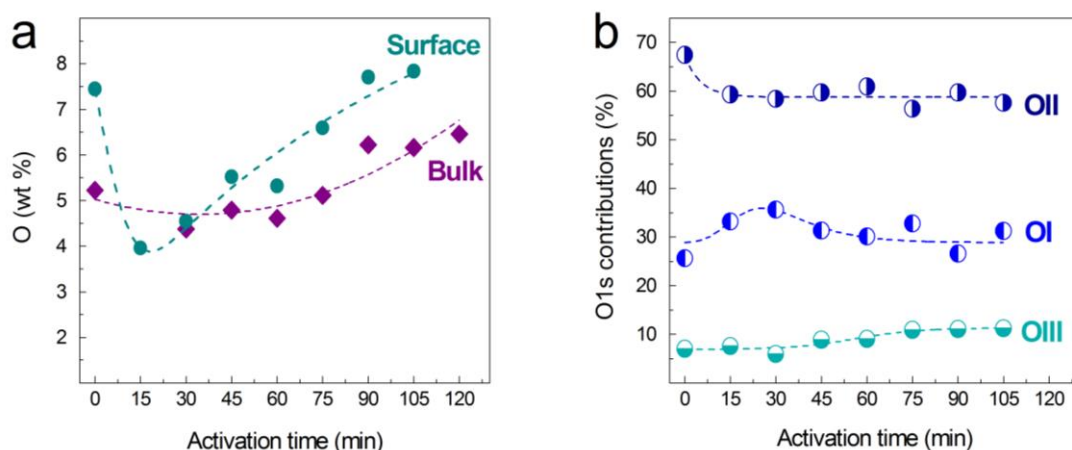 a
O (wt %)
8
7
6
5
4
3
2
Surface
Bulk
0 15 30 45 60 75 90 105 120
Activation time (min)
b
O1s contributions (%)
70
60
50
40
30
20
10
OII
OI
OIII
0 15 30 45 60 75 90 105 120
Activation time (min)